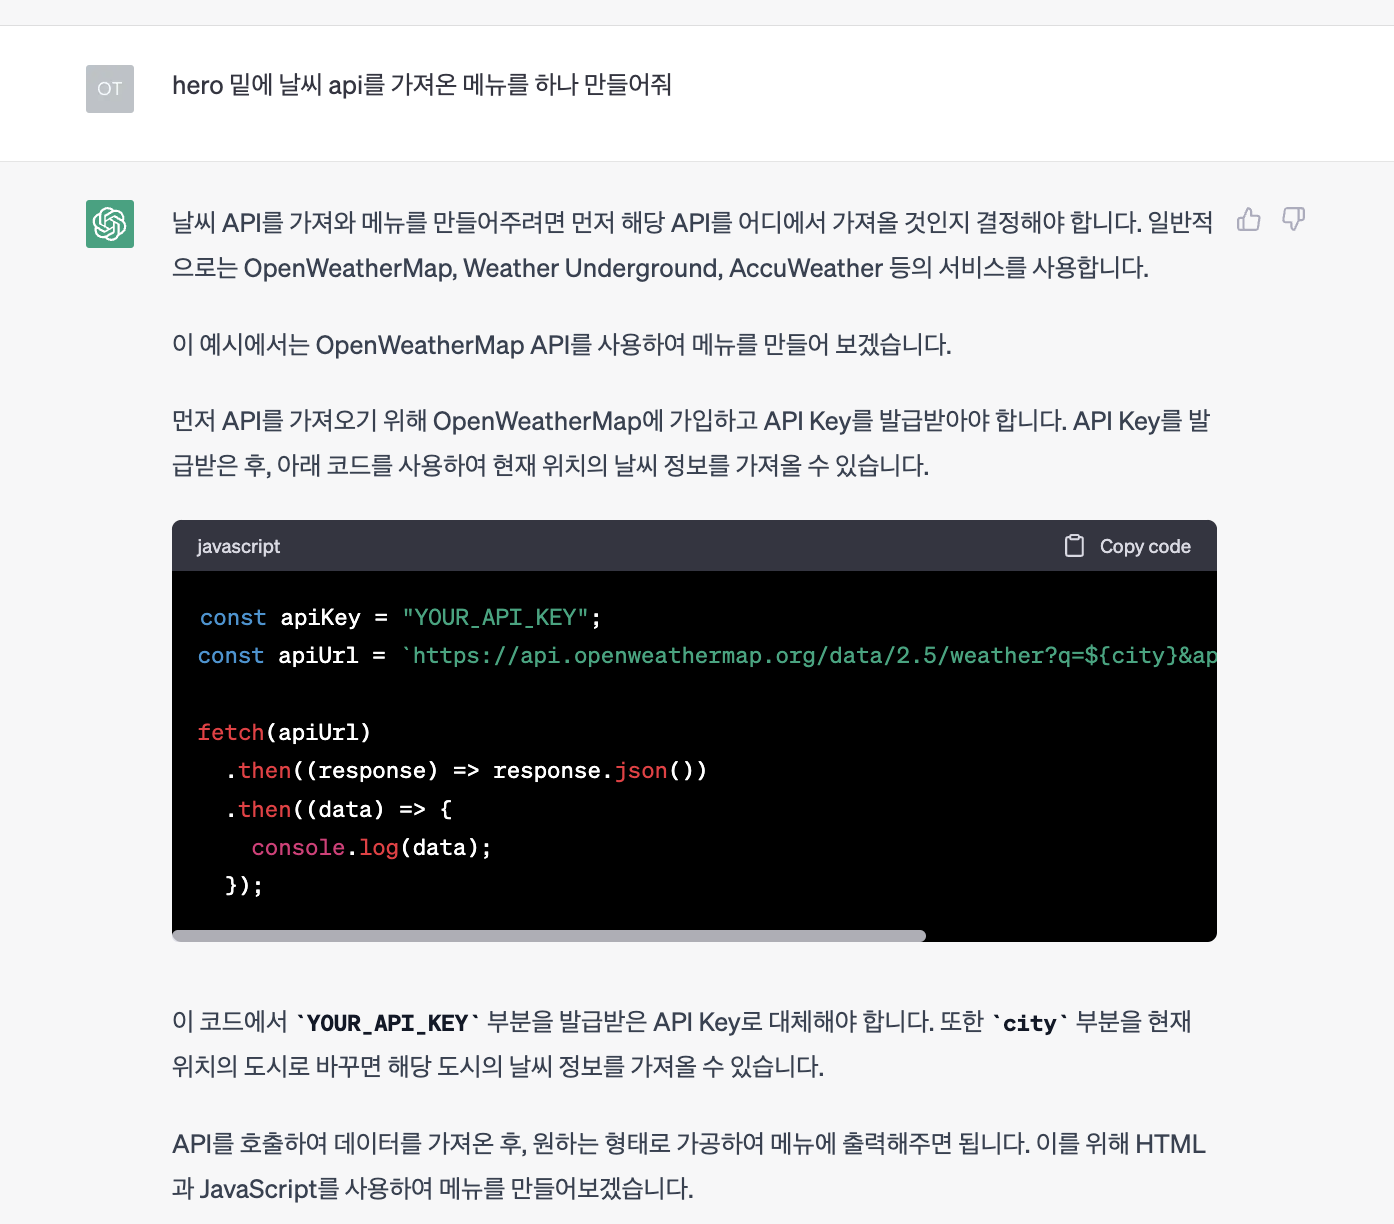 OT
hero 밑에 날씨 api를 가져온 메뉴를 하나 만들어줘
날씨 API를 가져와 메뉴를 만들어주려면 먼저 해당 API를 어디에서 가져올 것인지 결정해야 합니다. 일반적
으로는 OpenWeatherMap, Weather Underground, AccuWeather 등의 서비스를 사용합니다.
이 예시에서는 OpenWeatherMap API를 사용하여 메뉴를 만들어 보겠습니다.
먼저 API를 가져오기 위해 OpenWeatherMap에 가입하고 API Key를 발급받아야 합니다. API Key를 발
급받은 후, 아래 코드를 사용하여 현재 위치의 날씨 정보를 가져올 수 있습니다.
javascript
Copy code
const apiKey = "YOUR_API_KEY";
const apiUrl = `https://api.openweathermap.org/data/2.5/weather?q=${city}&ap
fetch(apiUrl)
  .then((response) => response.json())
  .then((data) => {
    console.log(data);
  });
이 코드에서 `YOUR_API_KEY` 부분을 발급받은 API Key로 대체해야 합니다. 또한 `city` 부분을 현재
위치의 도시로 바꾸면 해당 도시의 날씨 정보를 가져올 수 있습니다.
API를 호출하여 데이터를 가져온 후, 원하는 형태로 가공하여 메뉴에 출력해주면 됩니다. 이를 위해 HTML
과 JavaScript를 사용하여 메뉴를 만들어보겠습니다.